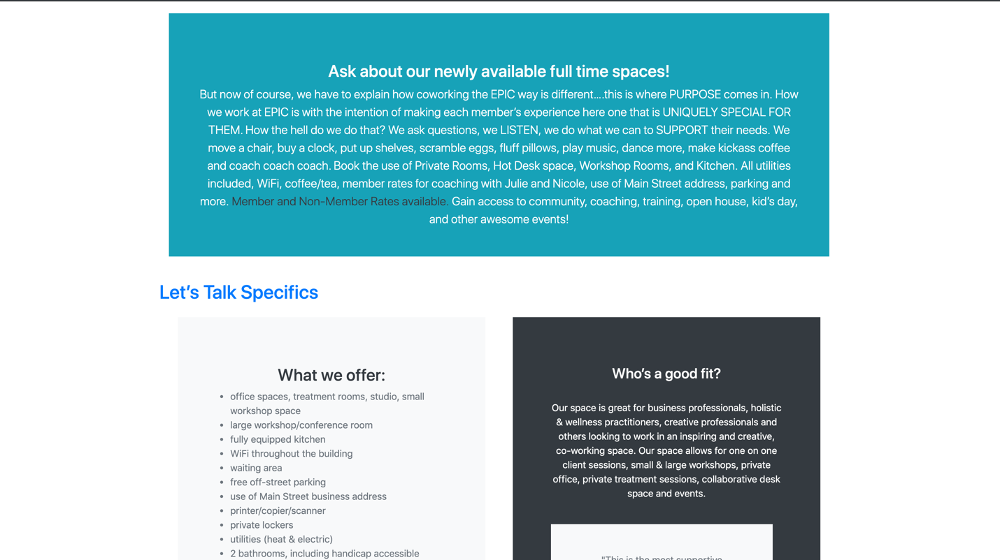 Ask about our newly available full time spaces!
But now of course, we have to explain how coworking the EPIC way is different....this is where PURPOSE comes in. How
we work at EPIC is with the intention of making each member’s experience here one that is UNIQUELY SPECIAL FOR
THEM. How the hell do we do that? We ask questions, we LISTEN, we do what we can to SUPPORT their needs. We
move a chair, buy a clock, put up shelves, scramble eggs, fluff pillows, play music, dance more, make kickass coffee
and coach coach coach. Book the use of Private Rooms, Hot Desk space, Workshop Rooms, and Kitchen. All utilities
included, WiFi, coffee/tea, member rates for coaching with Julie and Nicole, use of Main Street address, parking and
more. Member and Non-Member Rates available. Gain access to community, coaching, training, open house, kid’s day,
and other awesome events!
Let’s Talk Specifics
What we offer:
• office spaces, treatment rooms, studio, small
workshop space
• large workshop/conference room
• fully equipped kitchen
• WiFi throughout the building
• waiting area
• free off-street parking
• use of Main Street business address
• printer/copier/scanner
• private lockers
• utilities (heat & electric)
• 2 bathrooms, including handicap accessible
Who’s a good fit?
Our space is great for business professionals, holistic
& wellness practitioners, creative professionals and
others looking to work in an inspiring and creative,
co-working space. Our space allows for one on one
client sessions, small & large workshops, private
office, private treatment sessions, collaborative desk
space and events.
"This is the most supportive